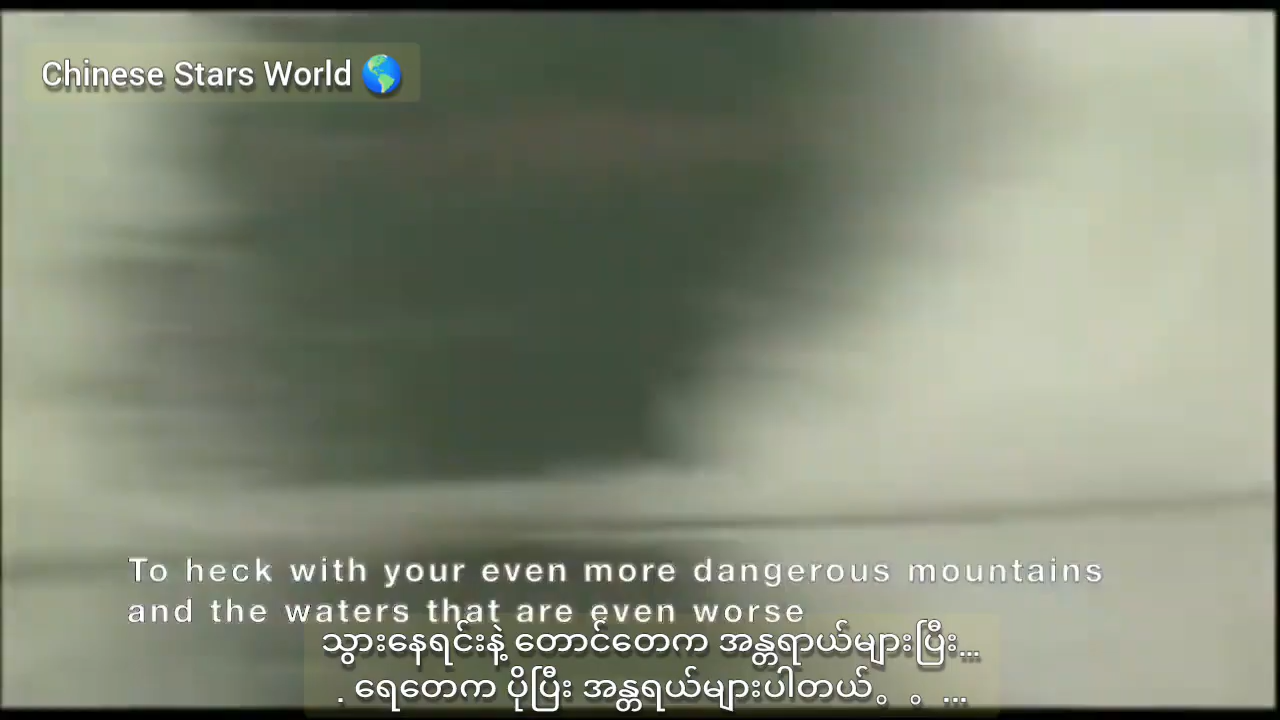 Chinese Stars World 🌎
To heck with your even more dangerous mountains
and the waters that are even worse
သွားနေရင်းနဲ့ တောင်တေက အန္တရာယ်များပြီး...
. ရေတေက ပိုပြီး အန္တရယ်များပါတယ်。。...